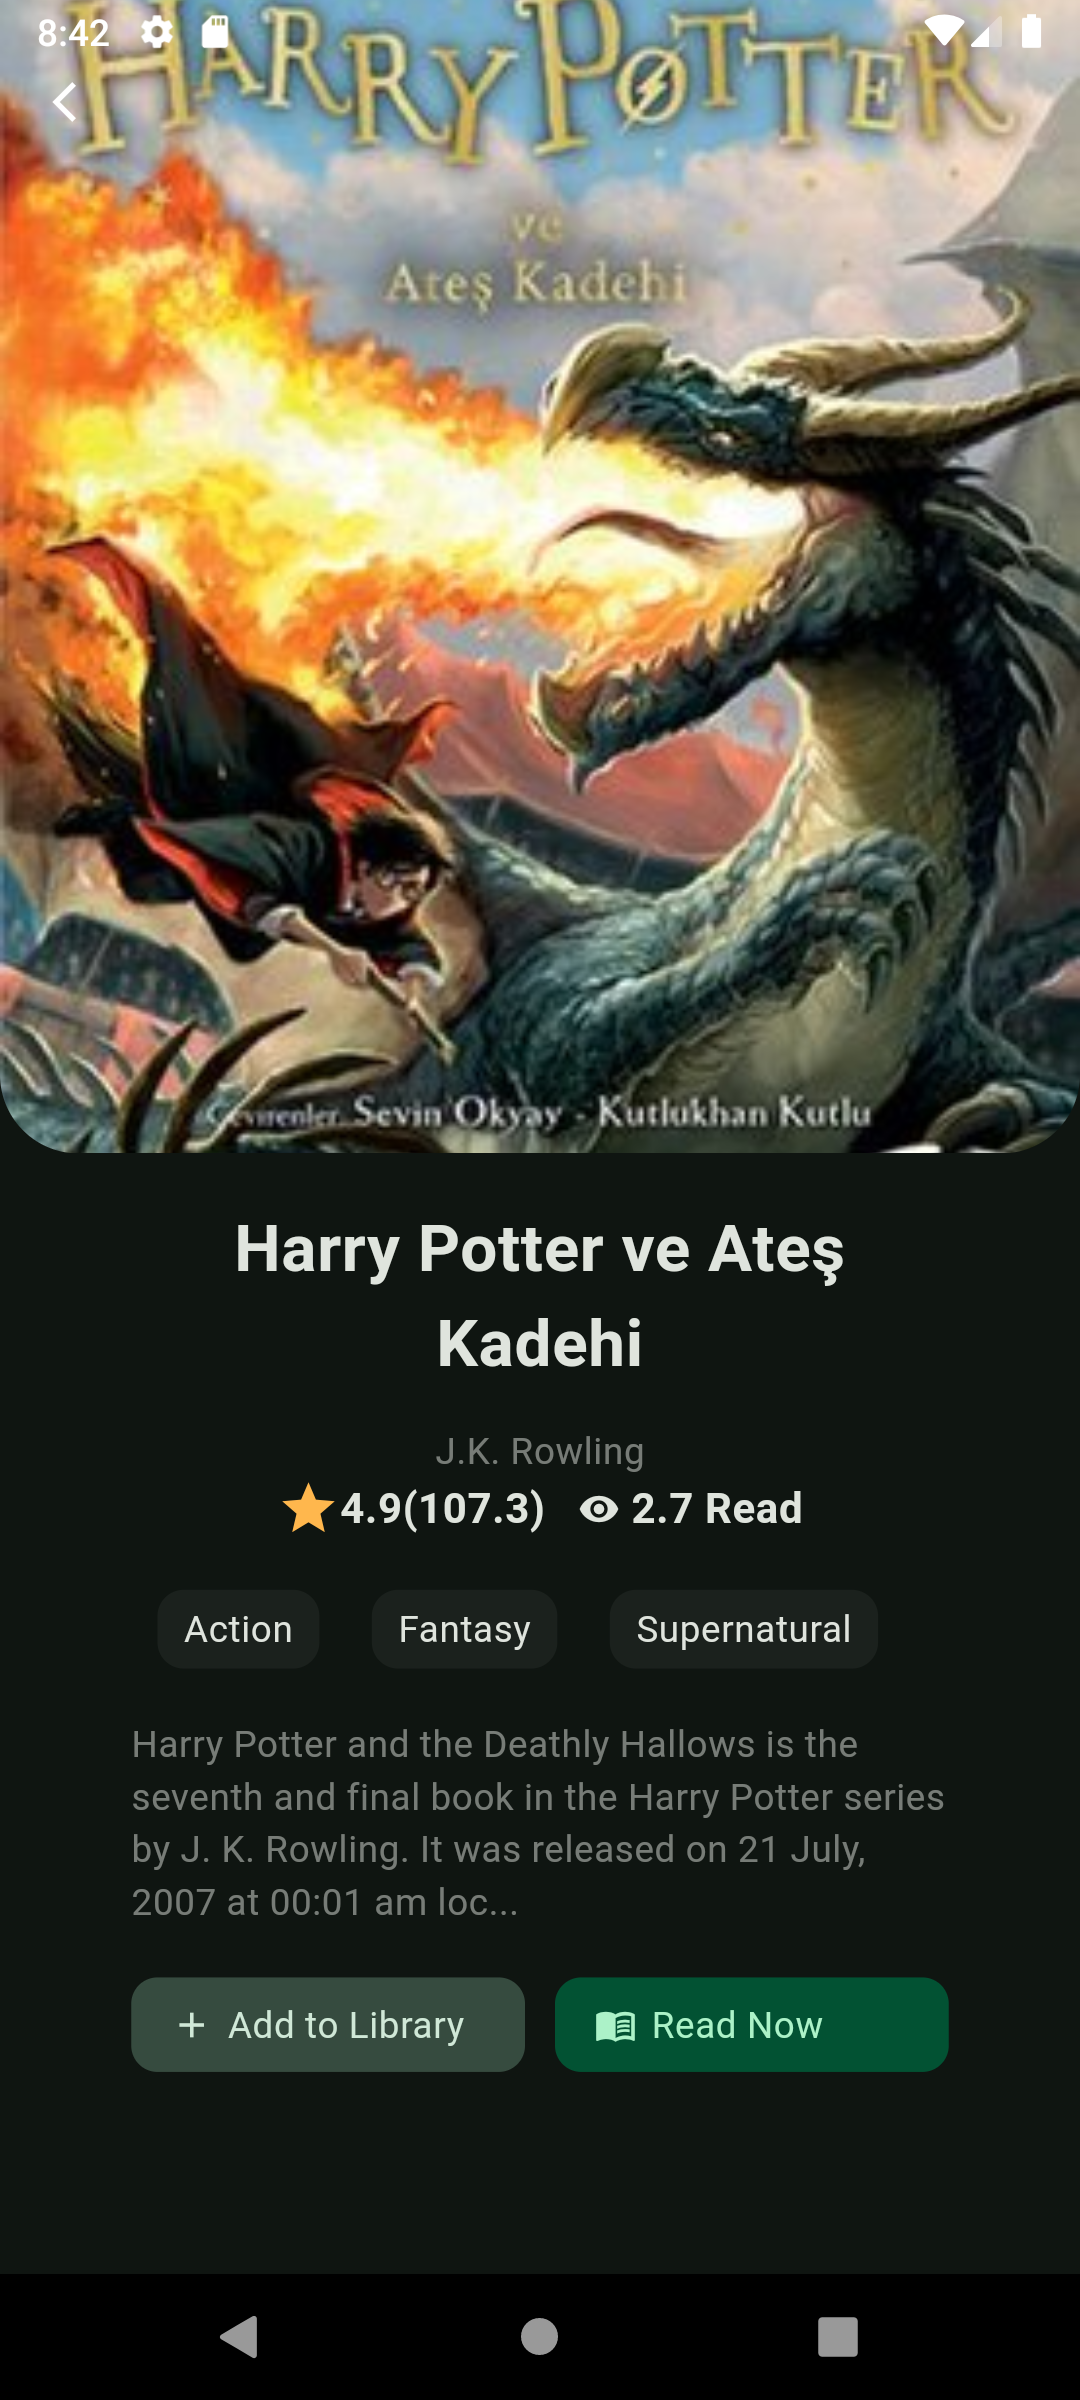 8:42
HARRY POTTER
ve
Ateş Kadehi
Çevirenler: Sevin Okyay - Kutlukhan Kutlu
Harry Potter ve Ateş
Kadehi
J.K. Rowling
4.9(107.3) 2.7 Read
Action Fantasy Supernatural
Harry Potter and the Deathly Hallows is the
seventh and final book in the Harry Potter series
by J. K. Rowling. It was released on 21 July,
2007 at 00:01 am loc...
+ Add to Library Read Now